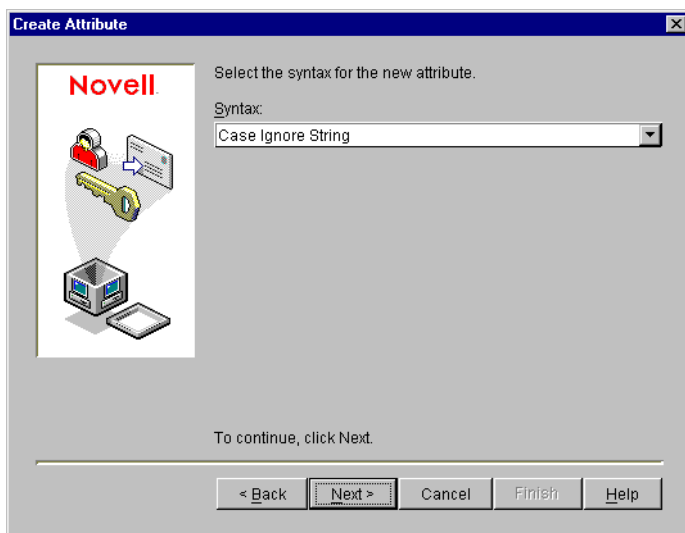 Create Attribute
Novell.
Select the syntax for the new attribute.
Syntax:
Case Ignore String
To continue, click Next.
< Back Next > Cancel Finish Help